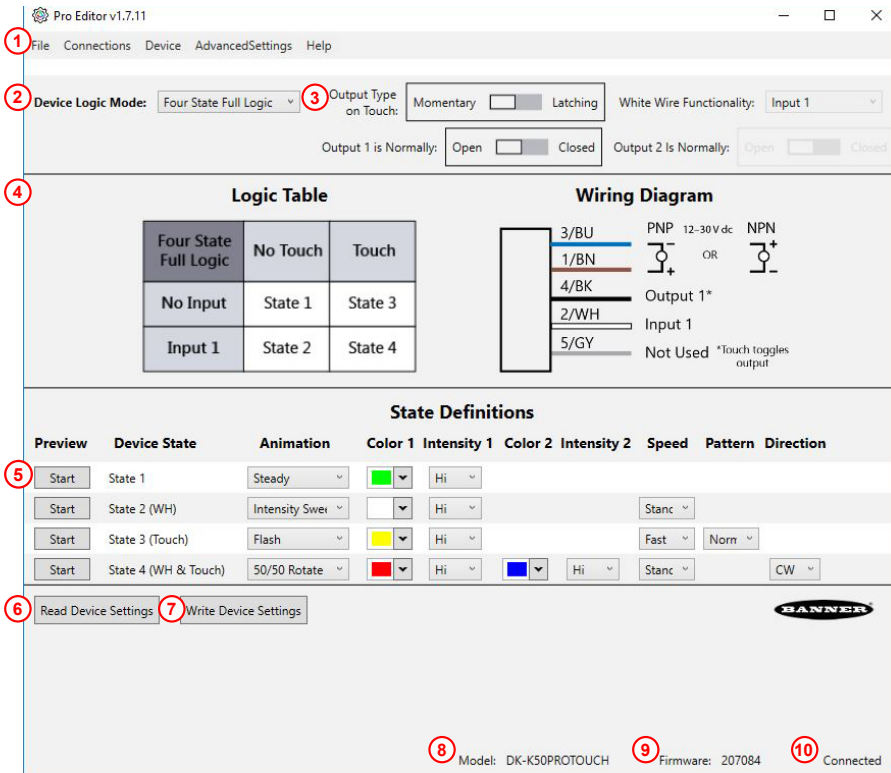 Pro Editor v1.7.11
1 File Connections Device AdvancedSettings Help
2 Device Logic Mode: Four State Full Logic 3 Output Type on Touch: Momentary Latching White Wire Functionality: Input 1
Output 1 is Normally: Open Closed Output 2 Is Normally: Open Closed
4 Logic Table Wiring Diagram
Four State Full Logic No Touch Touch
No Input State 1 State 3
Input 1 State 2 State 4
3/BU PNP 12–30 V dc NPN
1/BN OR
4/BK Output 1*
2/WH Input 1
5/GY Not Used *Touch toggles output
State Definitions
Preview Device State Animation Color 1 Intensity 1 Color 2 Intensity 2 Speed Pattern Direction
5 Start State 1 Steady Hi
Start State 2 (WH) Intensity Swee Hi Stanc
Start State 3 (Touch) Flash Hi Fast Norn
Start State 4 (WH & Touch) 50/50 Rotate Hi Hi Stanc CW
6 Read Device Settings 7 Write Device Settings BANNER
8 Model: DK-K50PROTOUCH 9 Firmware: 207084 10 Connected